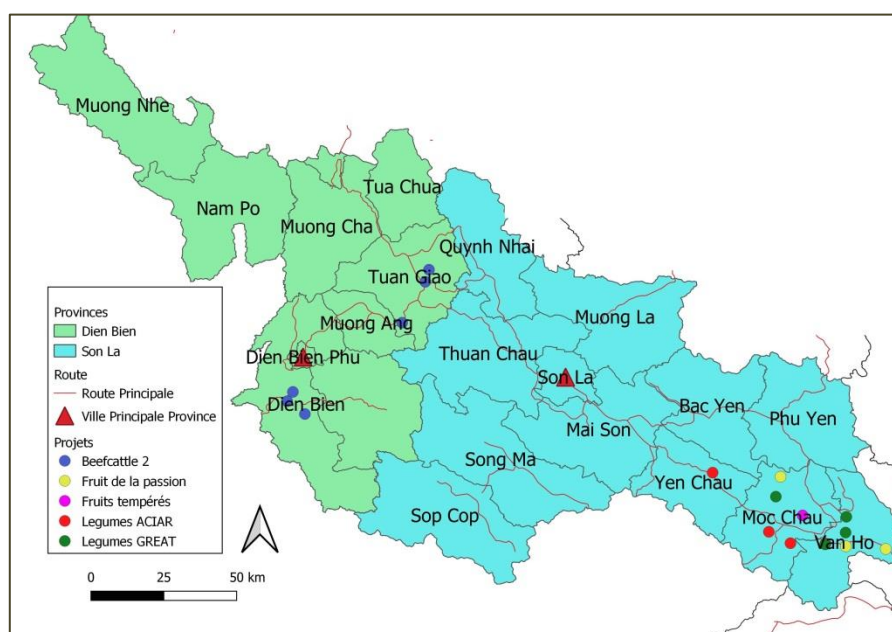 Muong Nhe
Tua Chua
Nam Po
Muong Cha
Quynh Nhai
Tuan Giao
Muong La
Muong Ang
Thuan Chau
Dien Bien Phu
Son La
Dien Bien
Bac Yen
Phu Yen
Mai Son
Song Ma
Yen Chau
Sop Cop
Moc Chau
Van Ho
Provinces
Dien Bien
Son La
Route
Route Principale
Ville Principale Province
Projets
Beefcattle 2
Fruit de la passion
Fruits tempérés
Legumes ACIAR
Legumes GREAT
0 25 50 km